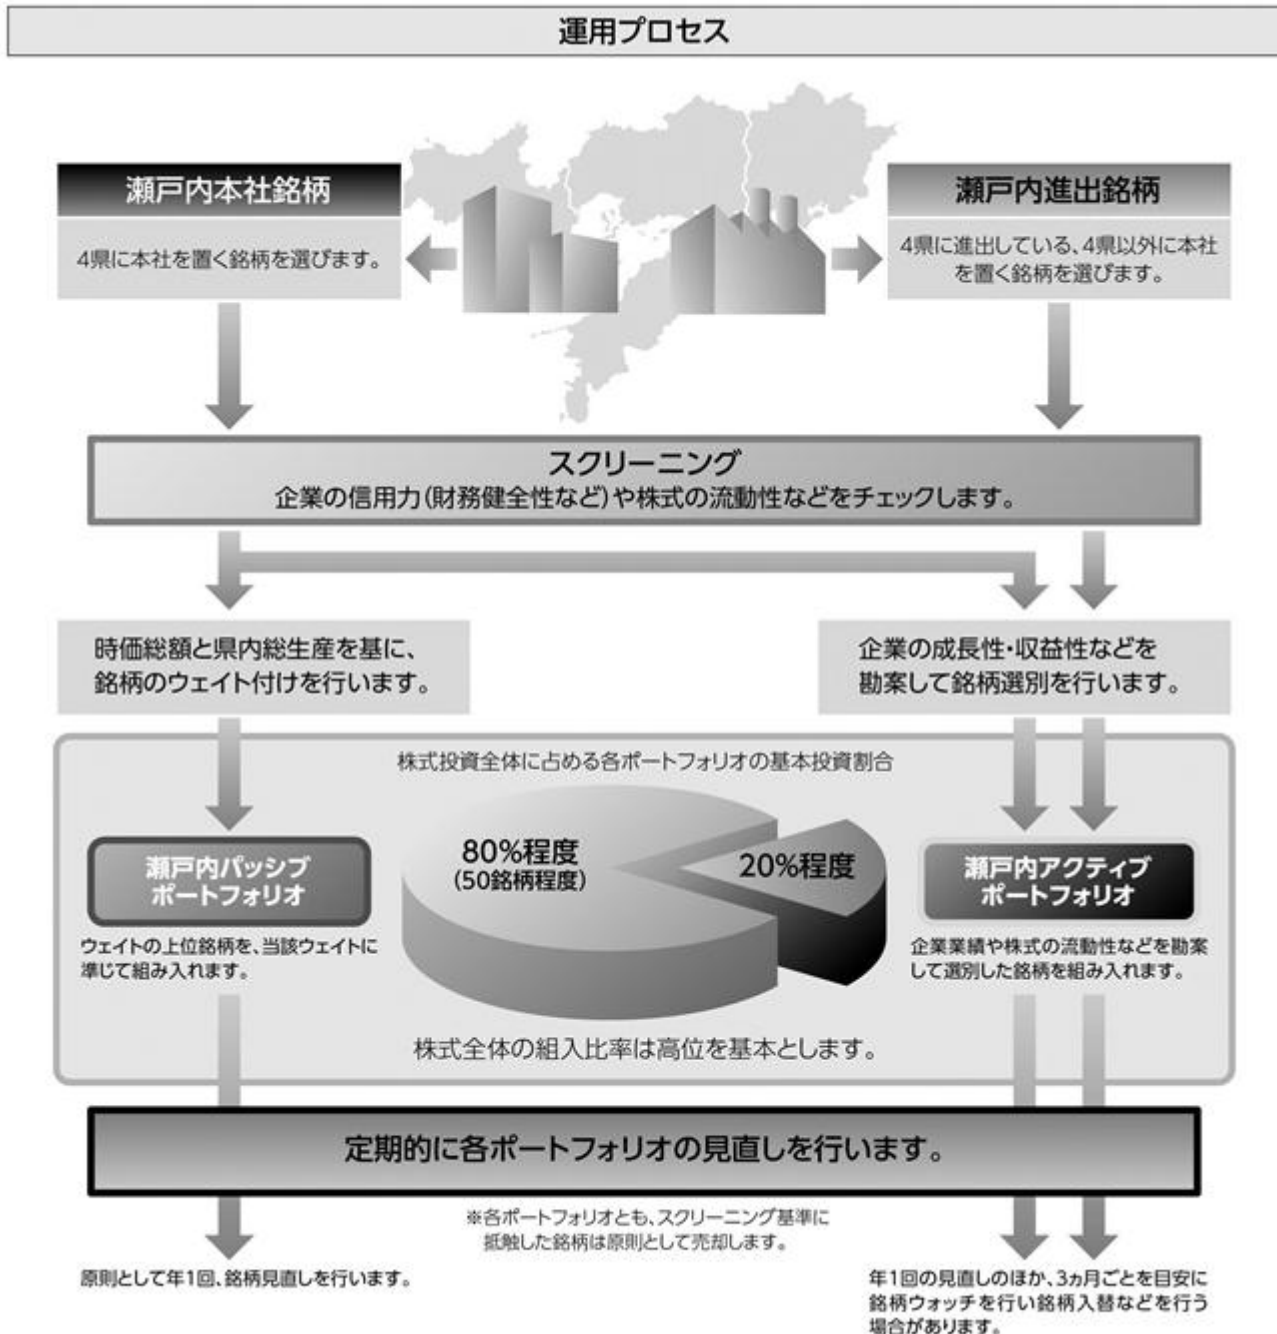 運用プロセス
瀬戸内本社銘柄
4県に本社を置く銘柄を選びます。
瀬戸内進出銘柄
4県に進出している、4県以外に本社
を置く銘柄を選びます。
スクリーニング
企業の信用力(財務健全性など)や株式の流動性などをチェックします。
時価総額と県内総生産を基に、
銘柄のウェイト付けを行います。
企業の成長性・収益性などを
勘案して銘柄選別を行います。
株式投資全体に占める各ポートフォリオの基本投資割合
瀬戸内パッシブ
ポートフォリオ
ウェイトの上位銘柄を、当該ウェイトに
準じて組み入れます。
80%程度
(50銘柄程度)
20%程度
瀬戸内アクティブ
ポートフォリオ
企業業績や株式の流動性などを勘案
して選別した銘柄を組み入れます。
株式全体の組入比率は高位を基本とします。
定期的に各ポートフォリオの見直しを行います。
※各ポートフォリオとも、スクリーニング基準に
抵触した銘柄は原則として売却します。
原則として年1回、銘柄見直しを行います。
年1回の見直しのほか、3ヵ月ごとを目安に
銘柄ウォッチを行い銘柄入替などを行う
場合があります。